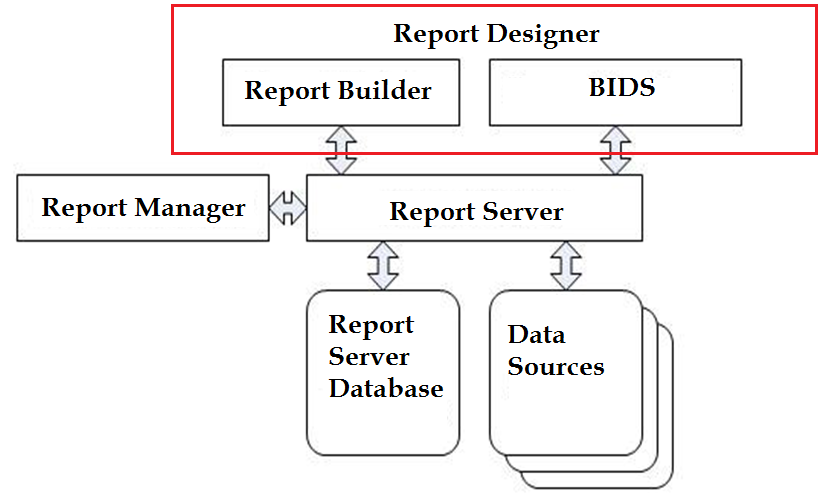 Report Designer
Report Builder
BIDS
Report Manager
Report Server
Report
Server
Database
Data
Sources